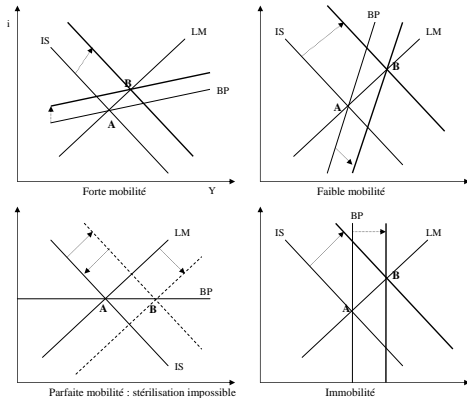 i
IS
LM
BP
B
A
Forte mobilité
Y
BP
IS
LM
B
A
Faible mobilité
LM
IS
BP
A
B
IS
Parfaite mobilité : stérilisation impossible
BP
IS
LM
B
A
Immobilité